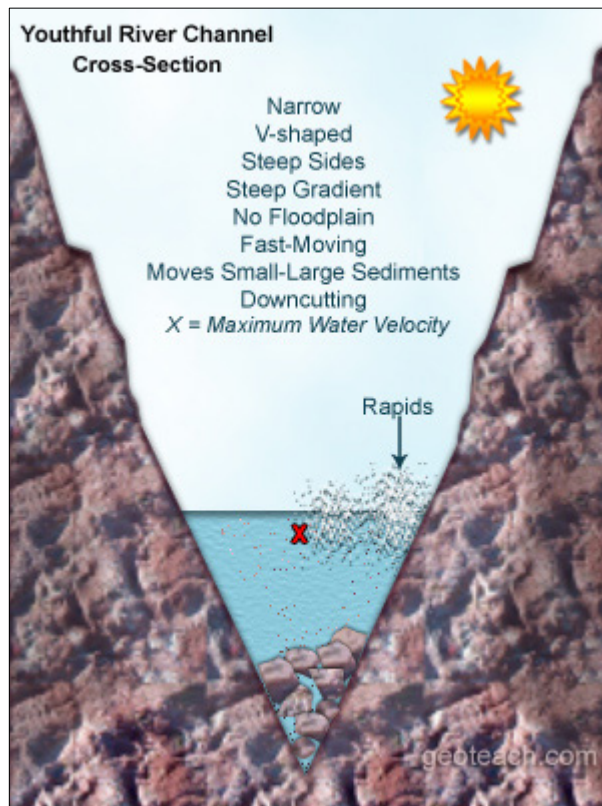 Youthful River Channel
Cross-Section
Narrow
V-shaped
Steep Sides
Steep Gradient
No Floodplain
Fast-Moving
Moves Small-Large Sediments
Downcutting
X = Maximum Water Velocity
Rapids
X
geoteach.com